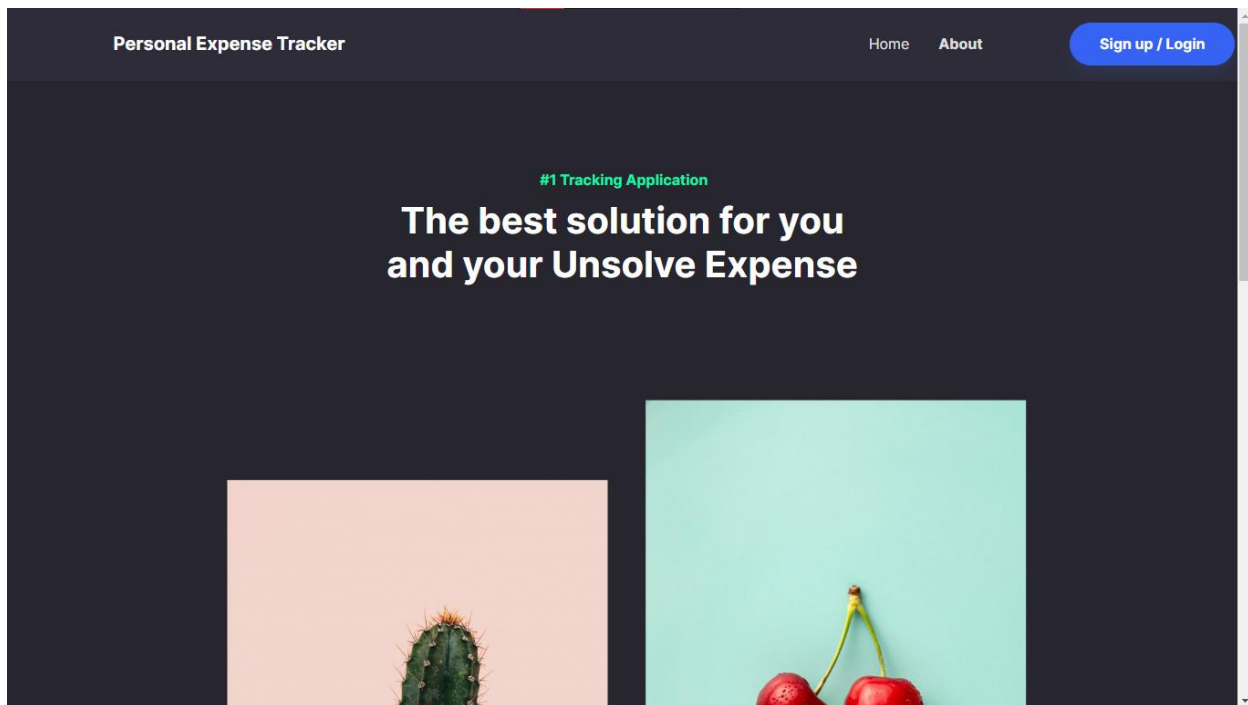 Personal Expense Tracker
Home
About
Sign up / Login
#1 Tracking Application
The best solution for you
and your Unsolve Expense